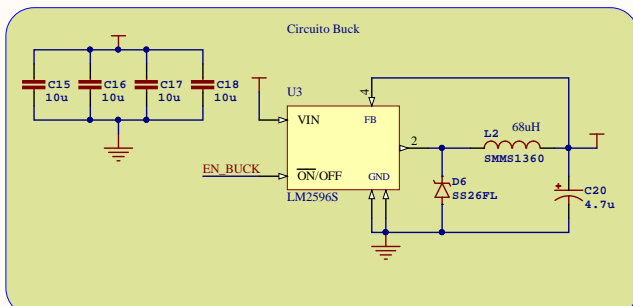 Circuito Buck
C15
10u
C16
10u
C17
10u
C18
10u
U3
VIN
FB
4
2
EN_BUCK
ON/OFF
GND
LM2596S
L2
68uH
SMMS1360
D6
SS26FL
C20
4.7u